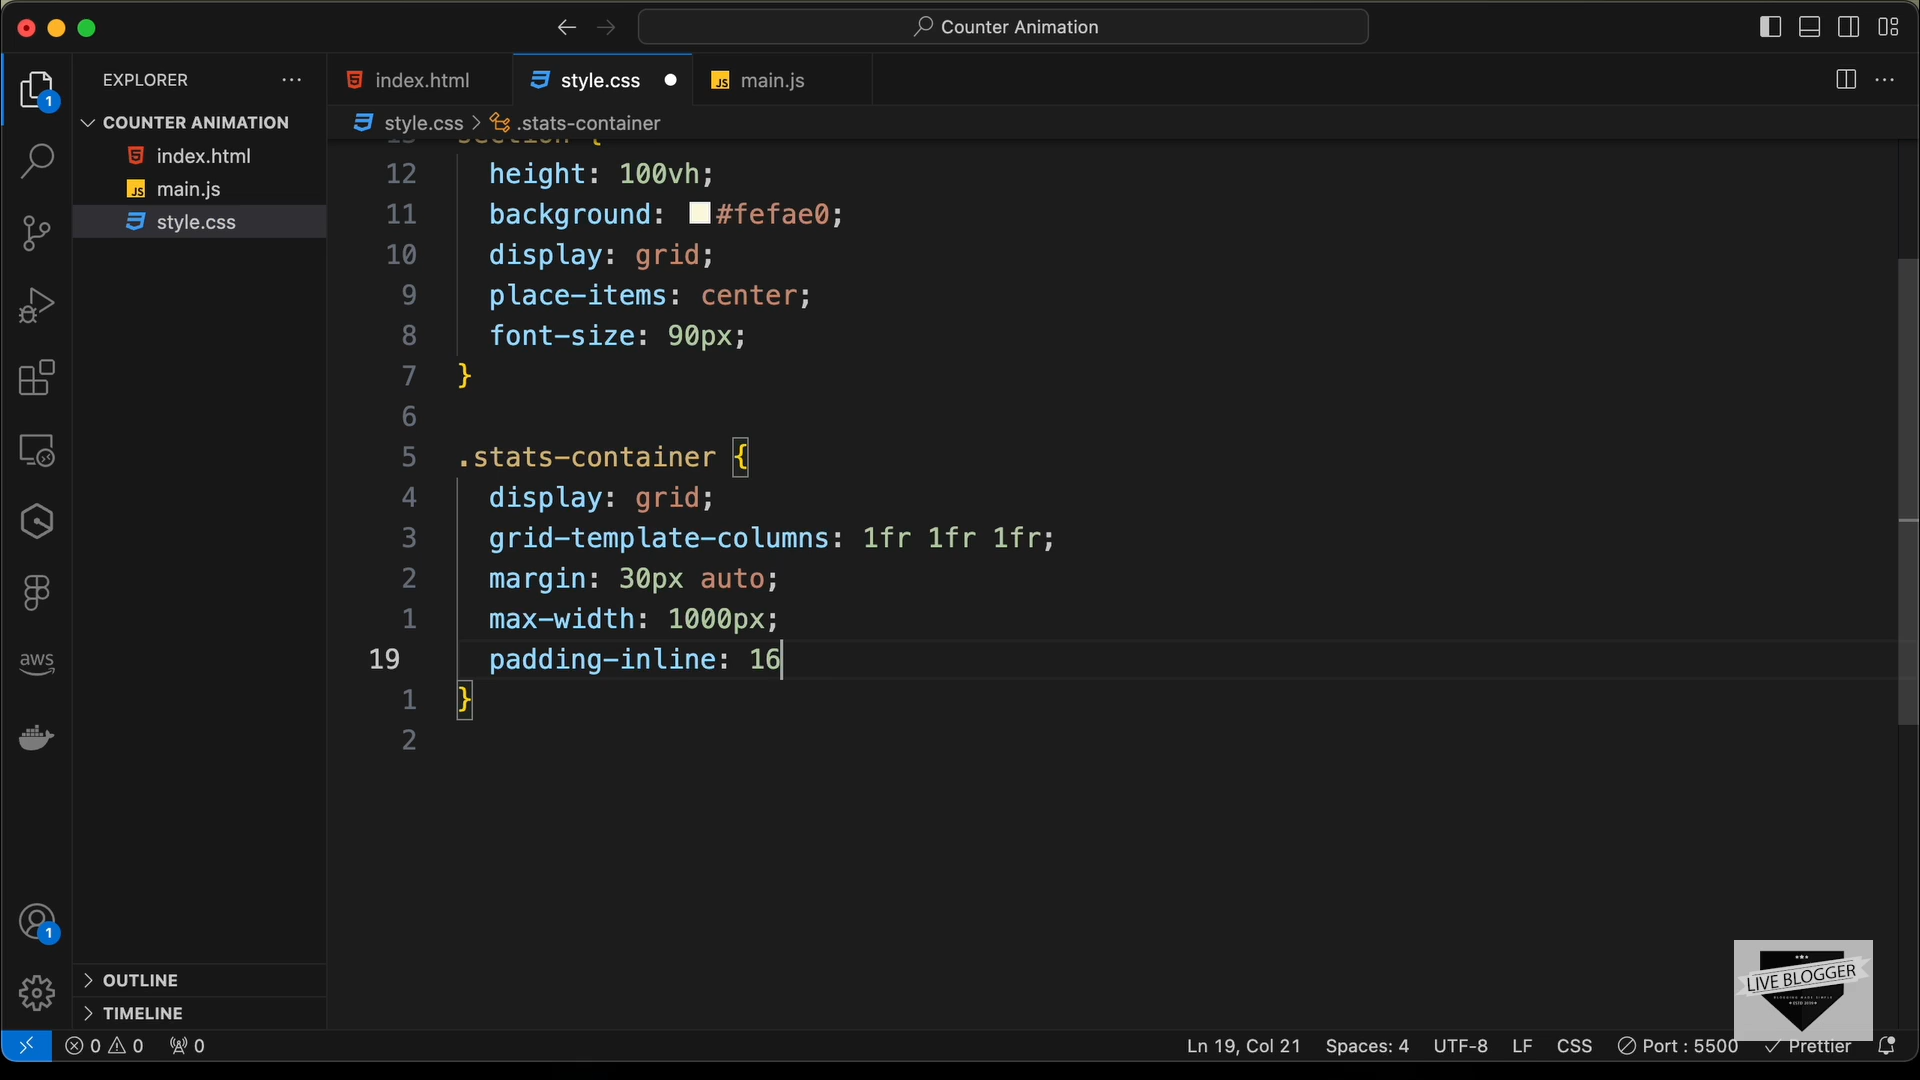 Counter Animation
EXPLORER
index.html
style.css
main.js
COUNTER ANIMATION
style.css > .stats-container
index.html
main.js
style.css
section {
12 height: 100vh;
11 background: #fefae0;
10 display: grid;
9 place-items: center;
8 font-size: 90px;
7 }
6
5 .stats-container {
4 display: grid;
3 grid-template-columns: 1fr 1fr 1fr;
2 margin: 30px auto;
1 max-width: 1000px;
19 padding-inline: 16
1 }
2
1
JS
aws
1
OUTLINE
TIMELINE
LIVE BLOGGER
0 0 0
Ln 19, Col 21 Spaces: 4 UTF-8 LF CSS Port : 5500 Prettier